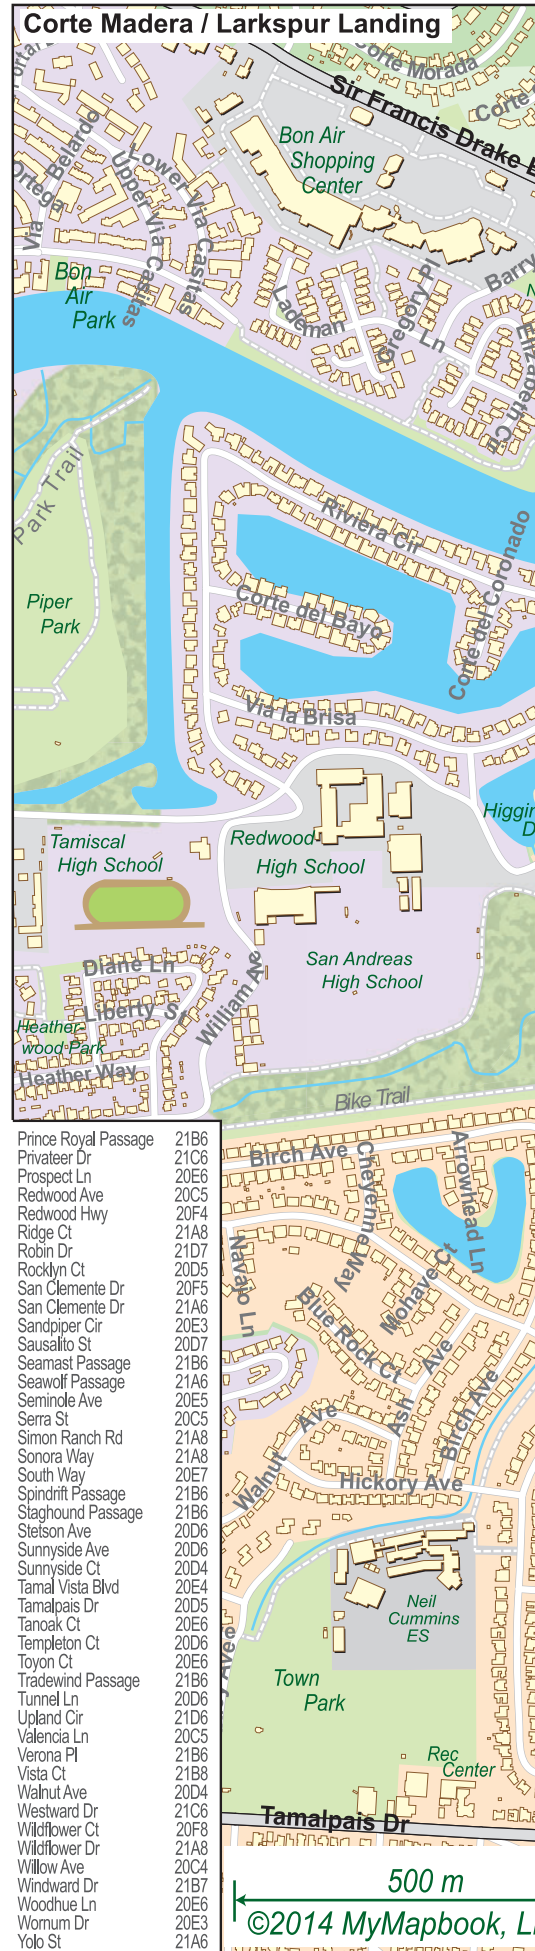 Corte Madera / Larkspur Landing
Corte Morada
Corte
Sir Francis Drake
Bon Air
Shopping
Center
Via Belardo
Ortega
Lower Via Casitas
Upper Via Casitas
Barry
Bon
Air
Park
Lademan
Gregory Pl
Ln
Elizabeth Cir
Park Trail
Riviera Cir
Piper
Park
Corte del Bayo
Corte del Coronado
Via la Brisa
Tamiscal
High School
Redwood
High School
San Andreas
High School
Diane Ln
Liberty St
William Ave
Heather-
wood Park
Heather Way
Bike Trail
Birch Ave
Cheyenne Way
Arrowhead Ln
Navajo Ln
Mohave Ct
Blue Rock Ct
Ash Ave
Birch Ave
Walnut Ave
Hickory Ave
Neil
Cummins
ES
Town
Park
Rec
Center
Tamalpais Dr
Prince Royal Passage 21B6
Privateer Dr 21C6
Prospect Ln 20E6
Redwood Ave 20C5
Redwood Hwy 20F4
Ridge Ct 21A8
Robin Dr 21D7
Rocklyn Ct 20D5
San Clemente Dr 20F5
San Clemente Dr 21A6
Sandpiper Cir 20E3
Sausalito St 20D7
Seamast Passage 21B6
Seawolf Passage 21A6
Seminole Ave 20E5
Serra St 20C5
Simon Ranch Rd 21A8
Sonora Way 21A8
South Way 20E7
Spindrift Passage 21B6
Staghound Passage 21B6
Stetson Ave 20D6
Sunnyside Ave 20D6
Sunnyside Ct 20D4
Tamal Vista Blvd 20E4
Tamalpais Dr 20D5
Tanoak Ct 20E6
Templeton Ct 20D6
Toyon Ct 20E6
Tradewind Passage 21B6
Tunnel Ln 20D6
Upland Cir 21D6
Valencia Ln 20C5
Verona Pl 21B6
Vista Ct 21B8
Walnut Ave 20D4
Westward Dr 21C6
Wildflower Ct 20F8
Wildflower Dr 21A8
Willow Ave 20C4
Windward Dr 21B7
Woodhue Ln 20E6
Wornum Dr 20E3
Yolo St 21A6
500 m
©2014 MyMapbook,